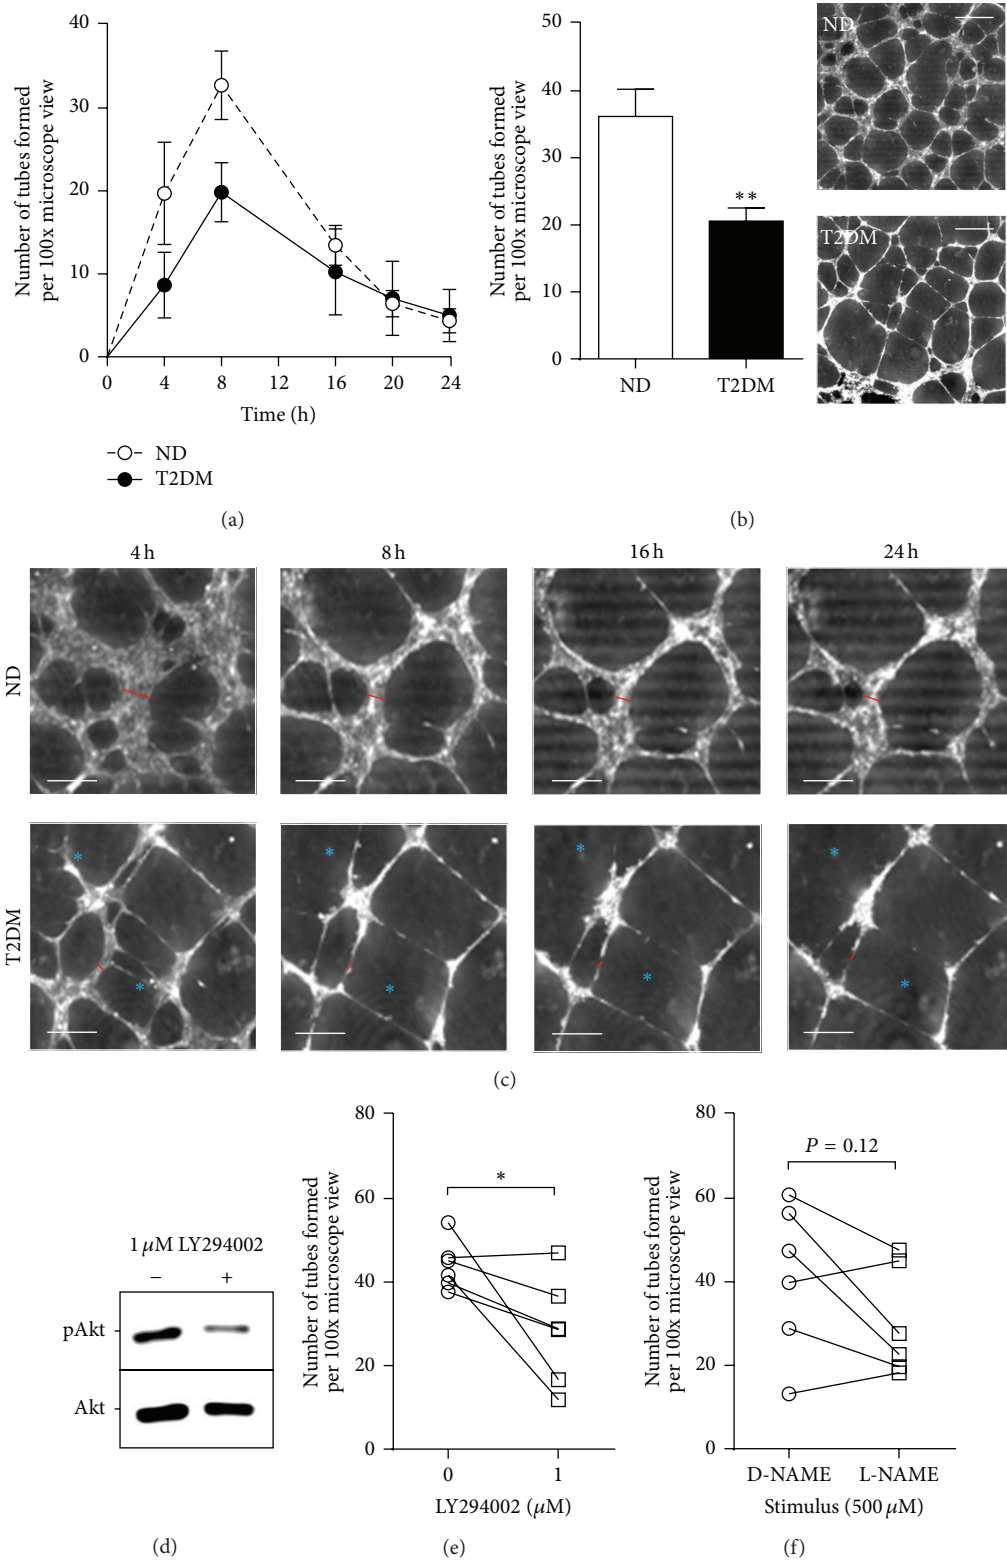 Number of tubes formed
per 100x microscope view
40
30
20
10
0
0 4 8 12 16 20 24
Time (h)
ND
T2DM
(a)
Number of tubes formed
per 100x microscope view
50
40
30
20
10
0
**
ND T2DM
ND
T2DM
(b)
4 h 8 h 16 h 24 h
ND
* * * *
T2DM
* * * *
(c)
1 μM LY294002
− +
pAkt
Akt
(d)
Number of tubes formed
per 100x microscope view
80
60
40
20
0
*
0 1
LY294002 (μM)
(e)
Number of tubes formed
per 100x microscope view
80
60
40
20
0
P = 0.12
D-NAME L-NAME
Stimulus (500 μM)
(f)